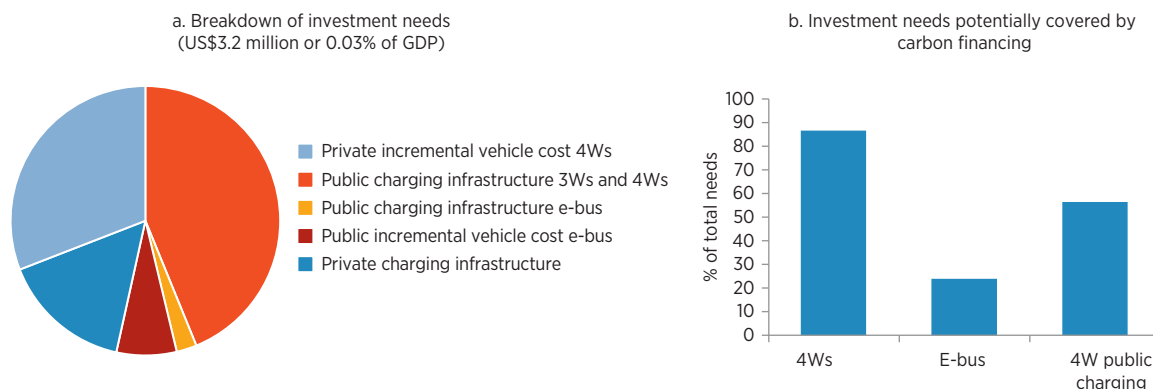 a. Breakdown of investment needs
(US$3.2 million or 0.03% of GDP)
Private incremental vehicle cost 4Ws
Public charging infrastructure 3Ws and 4Ws
Public charging infrastructure e-bus
Public incremental vehicle cost e-bus
Private charging infrastructure
b. Investment needs potentially covered by
carbon financing
% of total needs
100
90
80
70
60
50
40
30
20
10
0
4Ws
E-bus
4W public
charging